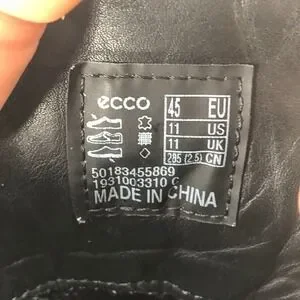 ecco
45 EU
11 US
11 UK
285 (2.5) CN
50183455869
1931003310 C
MADE IN CHINA